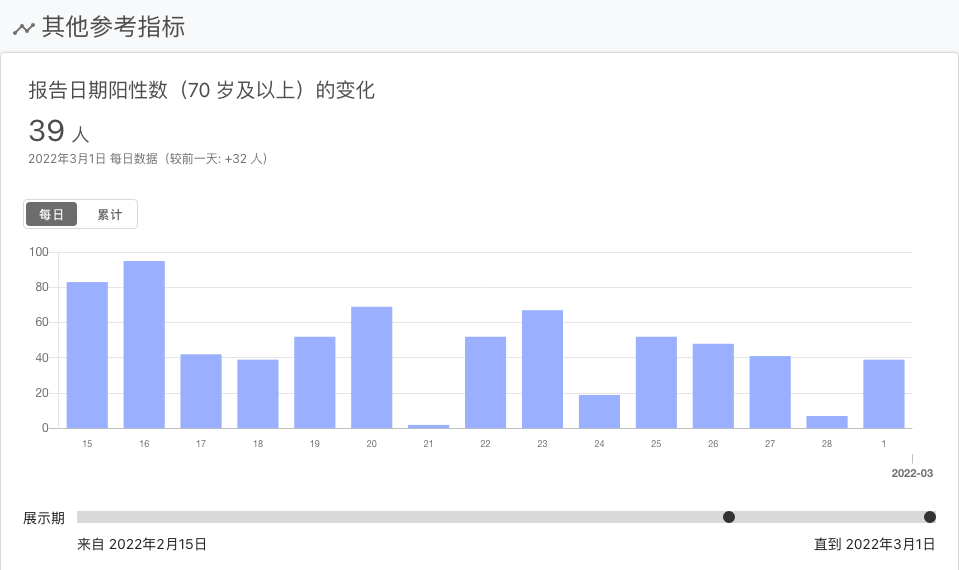 其他参考指标
报告日期阳性数（70 岁及以上）的变化
39 人
2022年3月1日 每日数据（较前一天: +32 人）
每日 累计
100
80
60
40
20
0
15 16 17 18 19 20 21 22 23 24 25 26 27 28 1
2022-03
展示期
来自 2022年2月15日 直到 2022年3月1日